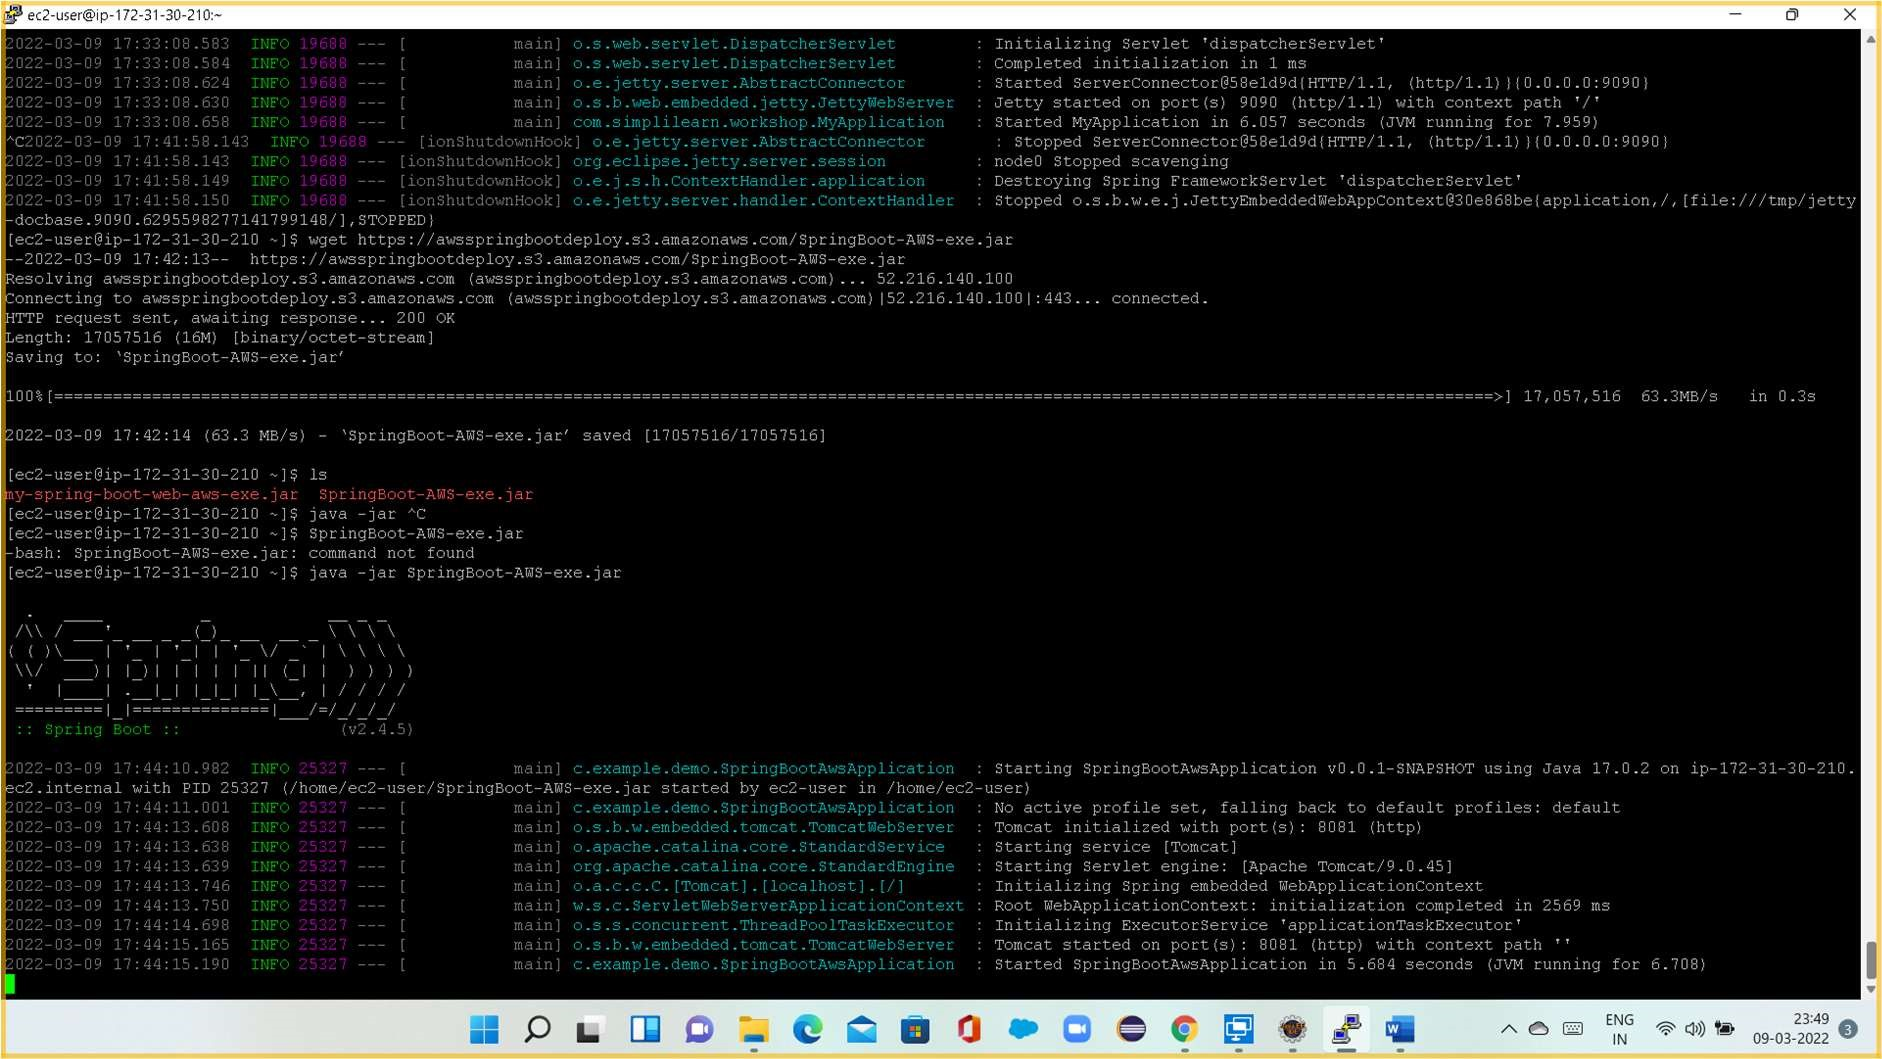 ec2-user@ip-172-31-30-210:~
2022-03-09 17:33:08.583  INFO 19688 --- [           main] o.s.web.servlet.DispatcherServlet        : Initializing Servlet 'dispatcherServlet'
2022-03-09 17:33:08.584  INFO 19688 --- [           main] o.s.web.servlet.DispatcherServlet        : Completed initialization in 1 ms
2022-03-09 17:33:08.624  INFO 19688 --- [           main] o.e.jetty.server.AbstractConnector       : Started ServerConnector@58e1d9d{HTTP/1.1, (http/1.1)}{0.0.0.0:9090}
2022-03-09 17:33:08.630  INFO 19688 --- [           main] o.s.b.web.embedded.jetty.JettyWebServer  : Jetty started on port(s) 9090 (http/1.1) with context path '/'
2022-03-09 17:33:08.658  INFO 19688 --- [           main] com.simplilearn.workshop.MyApplication   : Started MyApplication in 6.057 seconds (JVM running for 7.959)
^C2022-03-09 17:41:58.143  INFO 19688 --- [ionShutdownHook] o.e.jetty.server.AbstractConnector       : Stopped ServerConnector@58e1d9d{HTTP/1.1, (http/1.1)}{0.0.0.0:9090}
2022-03-09 17:41:58.143  INFO 19688 --- [ionShutdownHook] org.eclipse.jetty.server.session         : node0 Stopped scavenging
2022-03-09 17:41:58.149  INFO 19688 --- [ionShutdownHook] o.e.j.s.h.ContextHandler.application     : Destroying Spring FrameworkServlet 'dispatcherServlet'
2022-03-09 17:41:58.150  INFO 19688 --- [ionShutdownHook] o.e.jetty.server.handler.ContextHandler  : Stopped o.s.b.w.e.j.JettyEmbeddedWebAppContext@30e868be{application,/,[file:///tmp/jetty
-docbase.9090.6295598277141799148/],STOPPED}
[ec2-user@ip-172-31-30-210 ~]$ wget https://awsspringbootdeploy.s3.amazonaws.com/SpringBoot-AWS-exe.jar
--2022-03-09 17:42:13--  https://awsspringbootdeploy.s3.amazonaws.com/SpringBoot-AWS-exe.jar
Resolving awsspringbootdeploy.s3.amazonaws.com (awsspringbootdeploy.s3.amazonaws.com)... 52.216.140.100
Connecting to awsspringbootdeploy.s3.amazonaws.com (awsspringbootdeploy.s3.amazonaws.com)|52.216.140.100|:443... connected.
HTTP request sent, awaiting response... 200 OK
Length: 17057516 (16M) [binary/octet-stream]
Saving to: ‘SpringBoot-AWS-exe.jar’
100%[===================================================================================================================================================>] 17,057,516  63.3MB/s   in 0.3s
2022-03-09 17:42:14 (63.3 MB/s) - ‘SpringBoot-AWS-exe.jar’ saved [17057516/17057516]
[ec2-user@ip-172-31-30-210 ~]$ ls
my-spring-boot-web-aws-exe.jar  SpringBoot-AWS-exe.jar
[ec2-user@ip-172-31-30-210 ~]$ java -jar ^C
[ec2-user@ip-172-31-30-210 ~]$ SpringBoot-AWS-exe.jar
-bash: SpringBoot-AWS-exe.jar: command not found
[ec2-user@ip-172-31-30-210 ~]$ java -jar SpringBoot-AWS-exe.jar
  .   ____          _            __ _ _
 /\\ / ___'_ __ _ _(_)_ __  __ _ \ \ \ \
( ( )\___ | '_ | '_| | '_ \/ _` | \ \ \ \
 \\/  ___)| |_)| | | | | || (_| |  ) ) ) )
  '  |____| .__|_| |_|_| |_\__, | / / / /
 =========|_|==============|___/=/_/_/_/
 :: Spring Boot ::                (v2.4.5)
2022-03-09 17:44:10.982  INFO 25327 --- [           main] c.example.demo.SpringBootAwsApplication  : Starting SpringBootAwsApplication v0.0.1-SNAPSHOT using Java 17.0.2 on ip-172-31-30-210.
ec2.internal with PID 25327 (/home/ec2-user/SpringBoot-AWS-exe.jar started by ec2-user in /home/ec2-user)
2022-03-09 17:44:11.001  INFO 25327 --- [           main] c.example.demo.SpringBootAwsApplication  : No active profile set, falling back to default profiles: default
2022-03-09 17:44:13.608  INFO 25327 --- [           main] o.s.b.w.embedded.tomcat.TomcatWebServer  : Tomcat initialized with port(s): 8081 (http)
2022-03-09 17:44:13.638  INFO 25327 --- [           main] o.apache.catalina.core.StandardService   : Starting service [Tomcat]
2022-03-09 17:44:13.639  INFO 25327 --- [           main] org.apache.catalina.core.StandardEngine  : Starting Servlet engine: [Apache Tomcat/9.0.45]
2022-03-09 17:44:13.746  INFO 25327 --- [           main] o.a.c.c.C.[Tomcat].[localhost].[/]       : Initializing Spring embedded WebApplicationContext
2022-03-09 17:44:13.750  INFO 25327 --- [           main] w.s.c.ServletWebServerApplicationContext : Root WebApplicationContext: initialization completed in 2569 ms
2022-03-09 17:44:14.698  INFO 25327 --- [           main] o.s.s.concurrent.ThreadPoolTaskExecutor  : Initializing ExecutorService 'applicationTaskExecutor'
2022-03-09 17:44:15.165  INFO 25327 --- [           main] o.s.b.w.embedded.tomcat.TomcatWebServer  : Tomcat started on port(s): 8081 (http) with context path ''
2022-03-09 17:44:15.190  INFO 25327 --- [           main] c.example.demo.SpringBootAwsApplication  : Started SpringBootAwsApplication in 5.684 seconds (JVM running for 6.708)
ENG
IN
23:49
09-03-2022
3